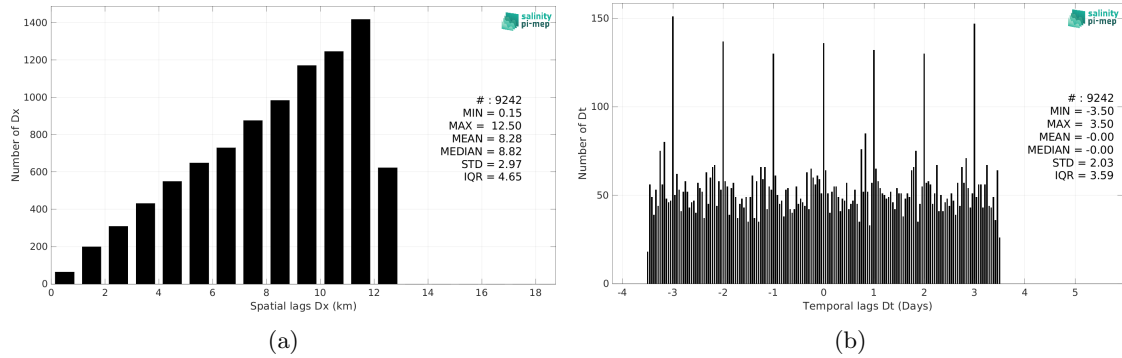 salinity
pi-mep
1400
1200
1000
800
600
400
200
0
Number of Dx
# : 9242
MIN = 0.15
MAX = 12.50
MEAN = 8.28
MEDIAN = 8.82
STD = 2.97
IQR = 4.65
0 2 4 6 8 10 12 14 16 18
Spatial lags Dx (km)
(a)
salinity
pi-mep
150
100
50
0
Number of Dt
# : 9242
MIN = -3.50
MAX = 3.50
MEAN = -0.00
MEDIAN = -0.00
STD = 2.03
IQR = 3.59
-4 -3 -2 -1 0 1 2 3 4 5
Temporal lags Dt (Days)
(b)